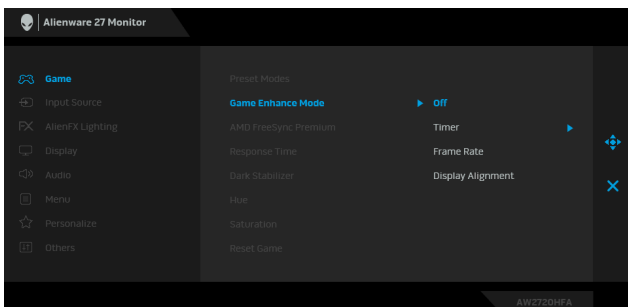 Alienware 27 Monitor
Game
Input Source
AlienFX Lighting
Display
Audio
Menu
Personalize
Others
Preset Modes
Game Enhance Mode
AMD FreeSync Premium
Response Time
Dark Stabilizer
Hue
Saturation
Reset Game
Off
Timer
Frame Rate
Display Alignment
AW2720HFA